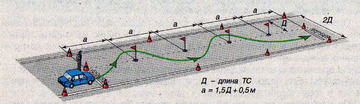 a a a a Д 2Д
Д – длина ТС
a = 1,5Д + 0,5м